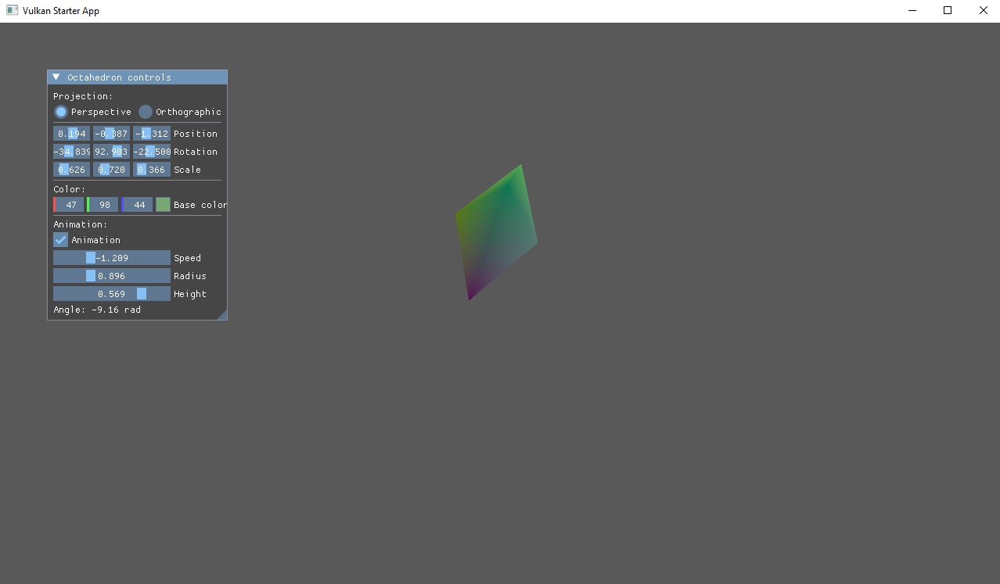 Vulkan Starter App
Octahedron controls
Projection:
Perspective Orthographic
0.194 -0.387 -1.312 Position
-34.839 92.903 -22.500 Rotation
0.626 0.720 0.366 Scale
Color:
47 98 44 Base color
Animation:
Animation
-1.209 Speed
0.896 Radius
0.569 Height
Angle: -9.16 rad